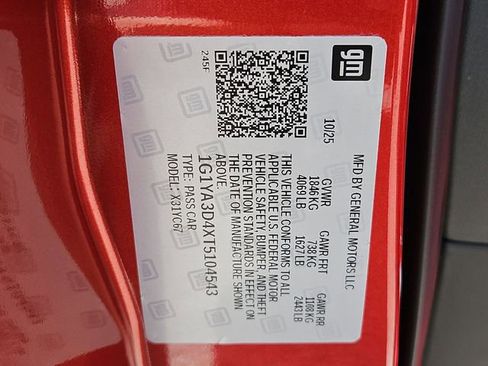 gm
245F
MFD BY GENERAL MOTORS LLC
10/25
GVWR GAWR FRT GAWR RR
1846 KG 738 KG 1108 KG
4069 LB 1627 LB 2443 LB
THIS VEHICLE CONFORMS TO ALL
APPLICABLE U.S. FEDERAL MOTOR
VEHICLE SAFETY, BUMPER, AND THEFT
PREVENTION STANDARDS IN EFFECT ON
THE DATE OF MANUFACTURE SHOWN
ABOVE.
1G1YA3D4XT5104543
TYPE: PASS CAR
MODEL: X31YC67